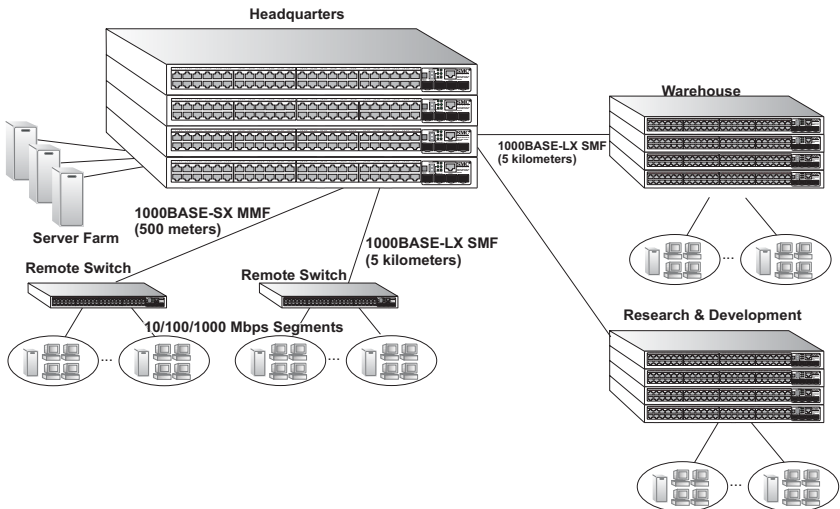 Headquarters
Warehouse
1000BASE-LX SMF
(5 kilometers)
1000BASE-SX MMF
(500 meters)
Server Farm
1000BASE-LX SMF
(5 kilometers)
Remote Switch
Remote Switch
10/100/1000 Mbps Segments
...
...
...
Research & Development
...